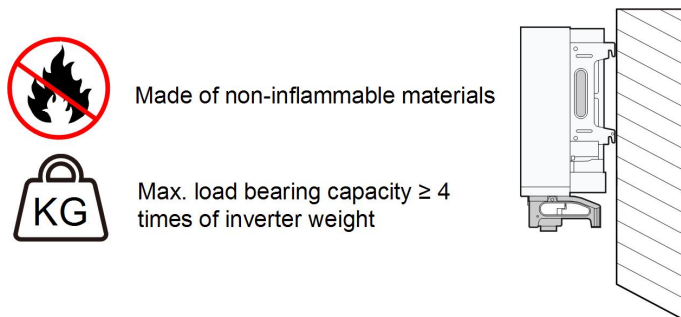 Made of non-inflammable materials
KG
Max. load bearing capacity ≥ 4
times of inverter weight